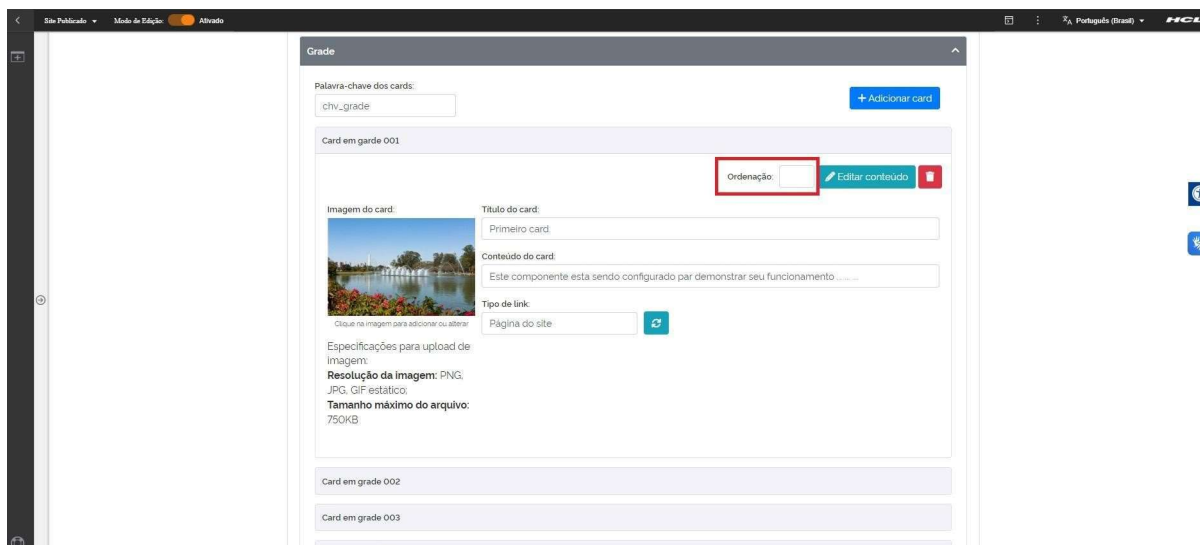 Site Publicado
Modo de Edição: Ativado
Português (Brasil)
HCL
Grade
Palavra-chave dos cards:
chv_grade
+ Adicionar card
Card em garde 001
Ordenação:
Editar conteúdo
Imagem do card:
Título do card:
Primeiro card
Conteúdo do card:
Este componente esta sendo configurado par demonstrar seu funcionamento ... ... ...
Clique na imagem para adicionar ou alterar
Tipo de link:
Página do site
Especificações para upload de
imagem:
Resolução da imagem: PNG,
JPG, GIF estático;
Tamanho máximo do arquivo:
750KB
Card em grade 002
Card em grade 003